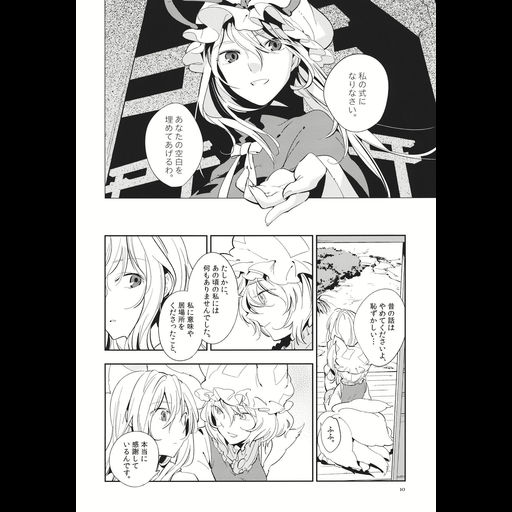 私の式に
なりなさい。
あなたの空白を
埋めてあげるわ。
昔の話は
やめてくださいよ、
恥ずかしい…
ふふ。
たしかに、
あの頃の私には
何もありませんでした。
私に意味や
居場所を
くださったこと、
本当に
感謝して
いるんです。
10